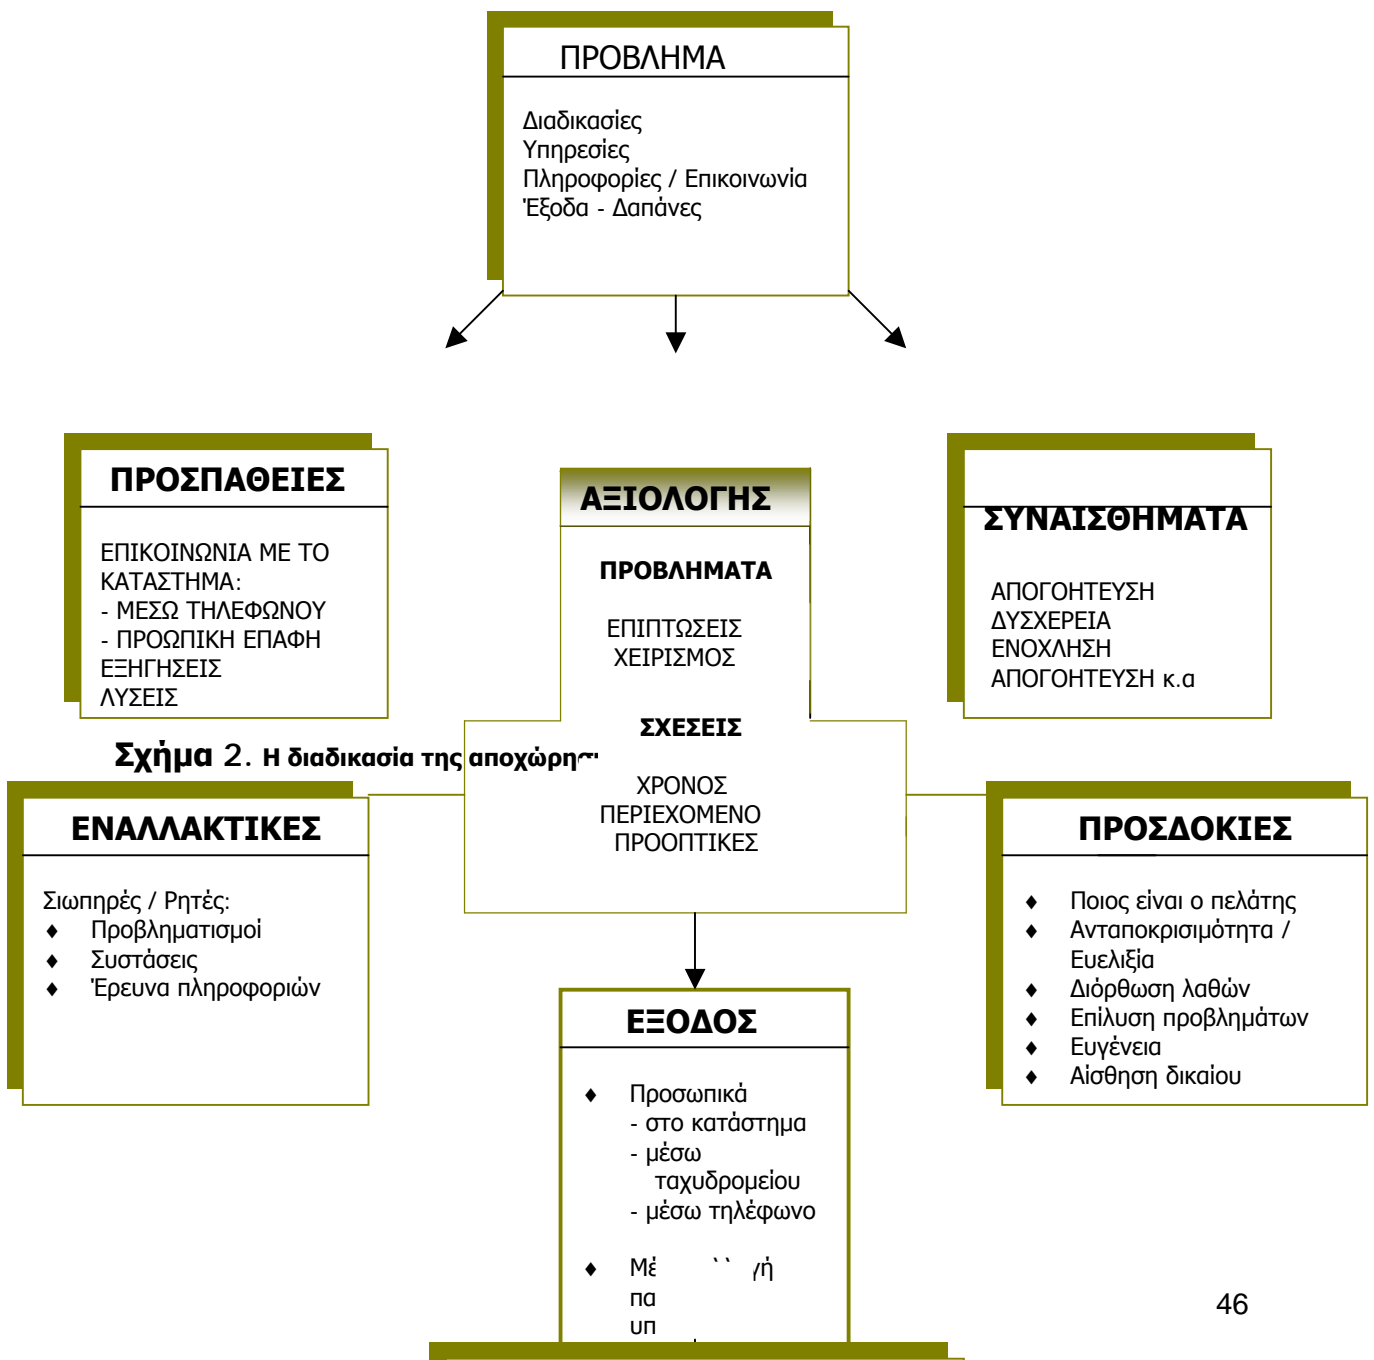 ΠΡΟΒΛΗΜΑ
Διαδικασίες
Υπηρεσίες
Πληροφορίες / Επικοινωνία
Έξοδα - Δαπάνες
ΠΡΟΣΠΑΘΕΙΕΣ
ΕΠΙΚΟΙΝΩΝΙΑ ΜΕ ΤΟ
ΚΑΤΑΣΤΗΜΑ:
- ΜΕΣΩ ΤΗΛΕΦΩΝΟΥ
- ΠΡΟΩΠΙΚΗ ΕΠΑΦΗ
ΕΞΗΓΗΣΕΙΣ
ΛΥΣΕΙΣ
ΑΞΙΟΛΟΓΗΣ
ΠΡΟΒΛΗΜΑΤΑ
ΕΠΙΠΤΩΣΕΙΣ
ΧΕΙΡΙΣΜΟΣ
ΣΧΕΣΕΙΣ
ΧΡΟΝΟΣ
ΠΕΡΙΕΧΟΜΕΝΟ
ΠΡΟΟΠΤΙΚΕΣ
ΣΥΝΑΙΣΘΗΜΑΤΑ
ΑΠΟΓΟΗΤΕΥΣΗ
ΔΥΣΧΕΡΕΙΑ
ΕΝΟΧΛΗΣΗ
ΑΠΟΓΟΗΤΕΥΣΗ κ.α
Σχήμα 2. Η διαδικασία της
ΕΝΑΛΛΑΚΤΙΚΕΣ
Σιωπηρές / Ρητές:
♦ Προβληματισμοί
♦ Συστάσεις
♦ Έρευνα πληροφοριών
ΠΡΟΣΔΟΚΙΕΣ
♦ Ποιος είναι ο πελάτης
♦ Ανταποκρισιμότητα /
Ευελιξία
♦ Διόρθωση λαθών
♦ Επίλυση προβλημάτων
♦ Ευγένεια
♦ Αίσθηση δικαίου
ΕΞΟΔΟΣ
♦ Προσωπικά
- στο κατάστημα
- μέσω
ταχυδρομείου
- μέσω τηλέφωνο
46